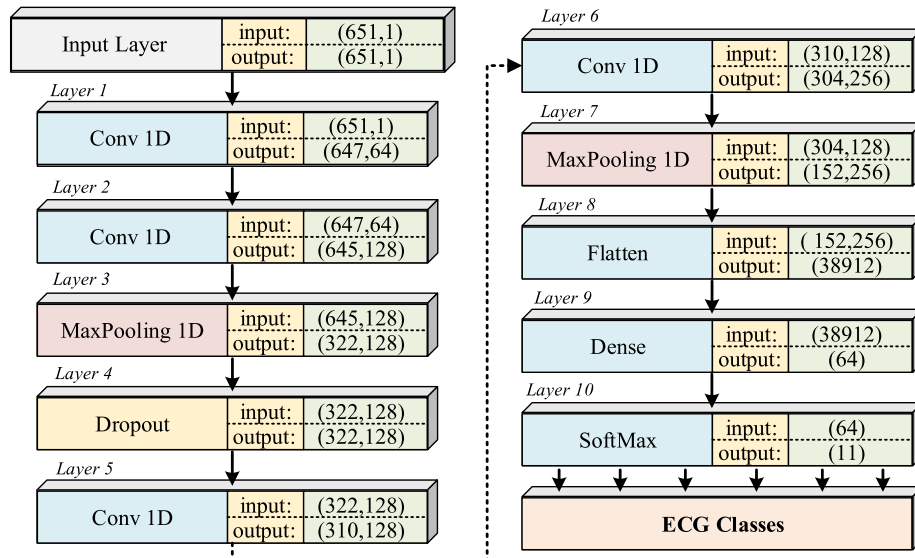 Input Layer input: (651,1)
output: (651,1)
Layer 1
Conv 1D input: (651,1)
output: (647,64)
Layer 2
Conv 1D input: (647,64)
output: (645,128)
Layer 3
MaxPooling 1D input: (645,128)
output: (322,128)
Layer 4
Dropout input: (322,128)
output: (322,128)
Layer 5
Conv 1D input: (322,128)
output: (310,128)
Layer 6
Conv 1D input: (310,128)
output: (304,256)
Layer 7
MaxPooling 1D input: (304,128)
output: (152,256)
Layer 8
Flatten input: ( 152,256)
output: (38912)
Layer 9
Dense input: (38912)
output: (64)
Layer 10
SoftMax input: (64)
output: (11)
ECG Classes